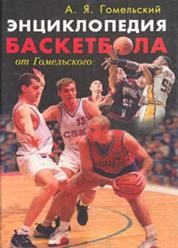 А. Я. Гомельский
ЭНЦИКЛОПЕДИЯ
БАСКЕТБОЛА
от Гомельского